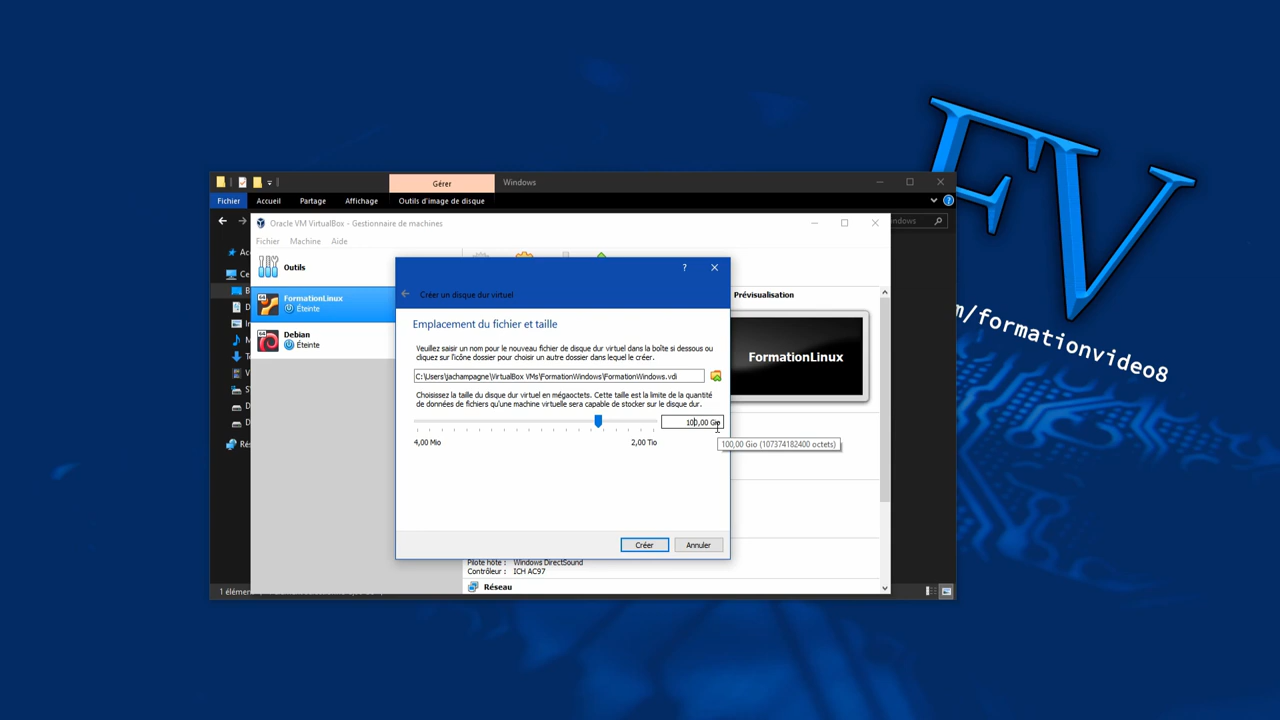 FV
m/formationvideo8
Gérer
Windows
Fichier
Accueil
Partage
Affichage
Outils d'image de disque
Oracle VM VirtualBox - Gestionnaire de machines
ndows
Fichier
Machine
Aide
Outils
FormationLinux
Éteinte
Debian
Éteinte
Créer un disque dur virtuel
Emplacement du fichier et taille
Veuillez saisir un nom pour le nouveau fichier de disque dur virtuel dans la boîte si dessous ou
cliquez sur l'icône dossier pour choisir un autre dossier dans lequel le créer.
C:\Users\jachampagne\VirtualBox VMs\FormationWindows\FormationWindows.vdi
Choisissez la taille du disque dur virtuel en mégaoctets. Cette taille est la limite de la quantité
de données de fichiers qu'une machine virtuelle sera capable de stocker sur le disque dur.
100,00 Gio
4,00 Mio
2,00 Tio
100,00 Gio (107374182400 octets)
Créer
Annuler
Prévisualisation
FormationLinux
Pilote hôte : Windows DirectSound
Contrôleur : ICH AC97
Réseau
1 élément